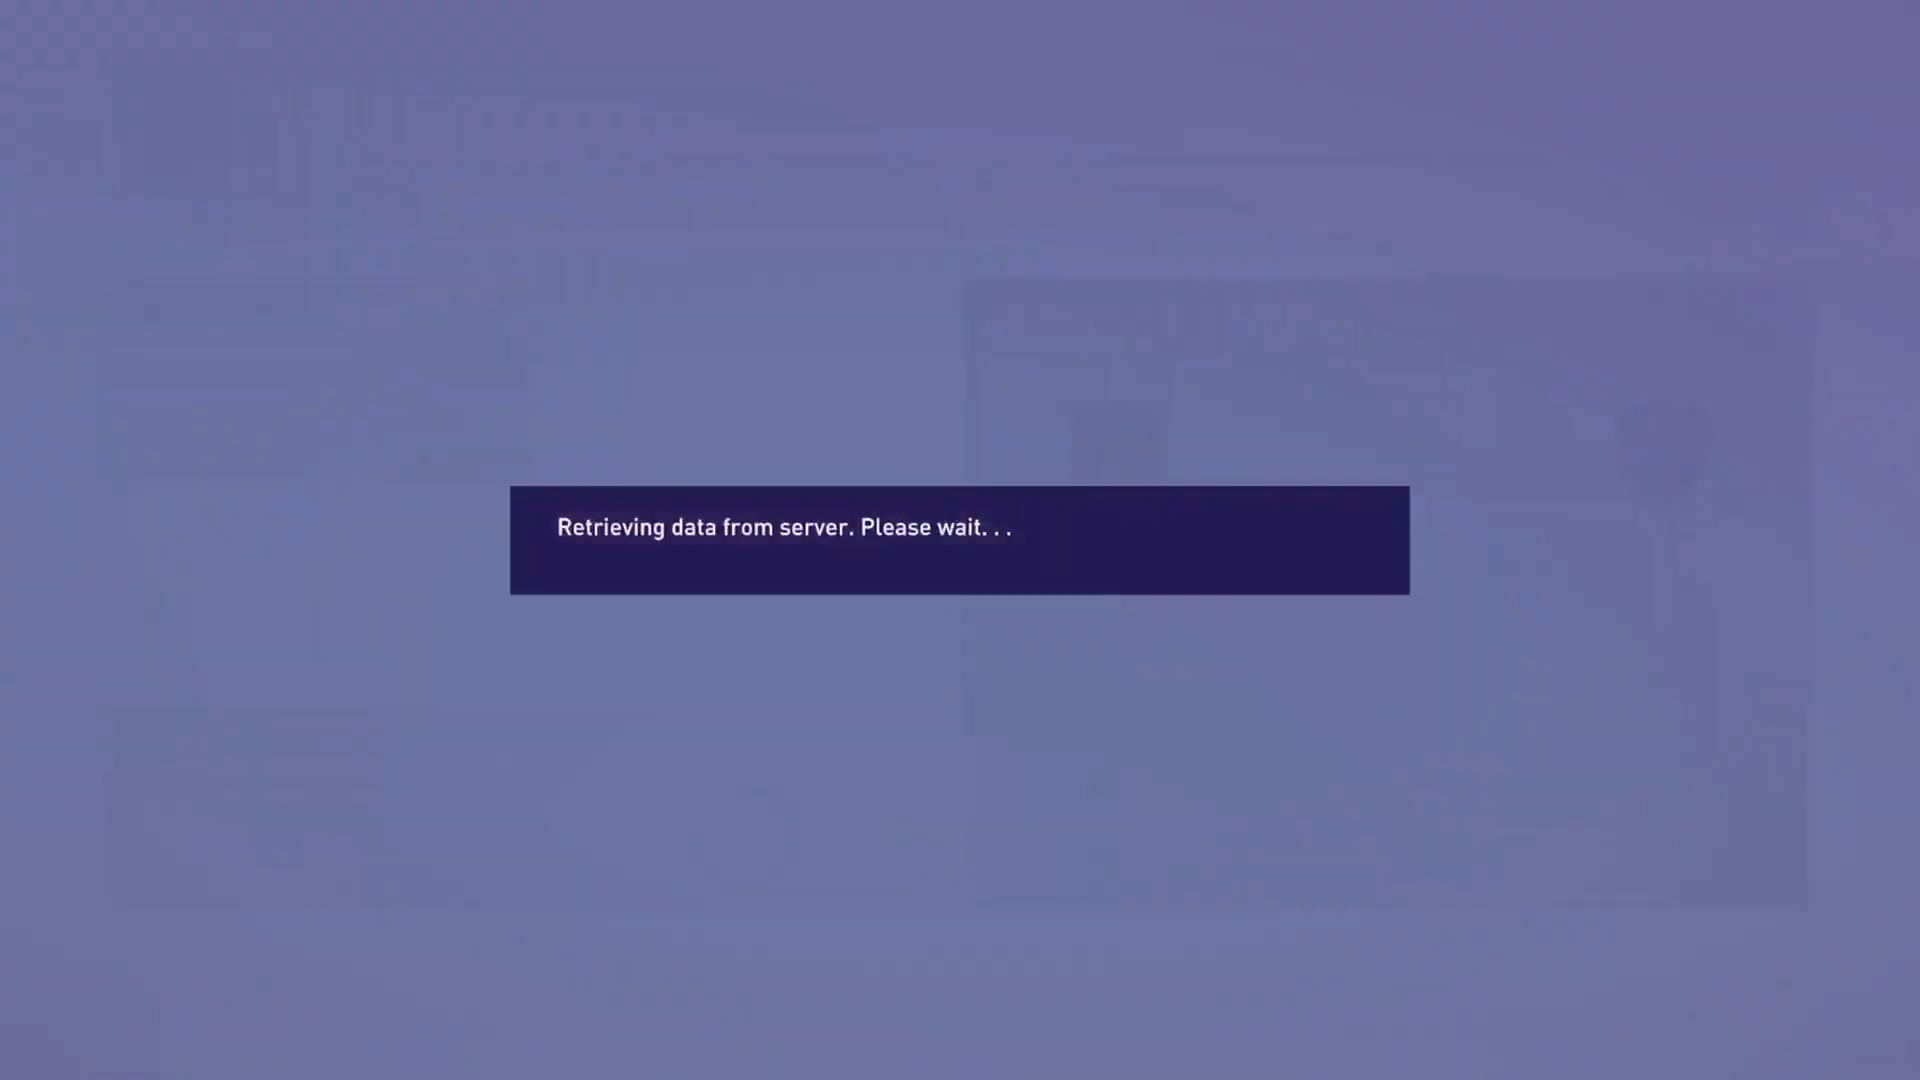 Retrieving data from server. Please wait. . .